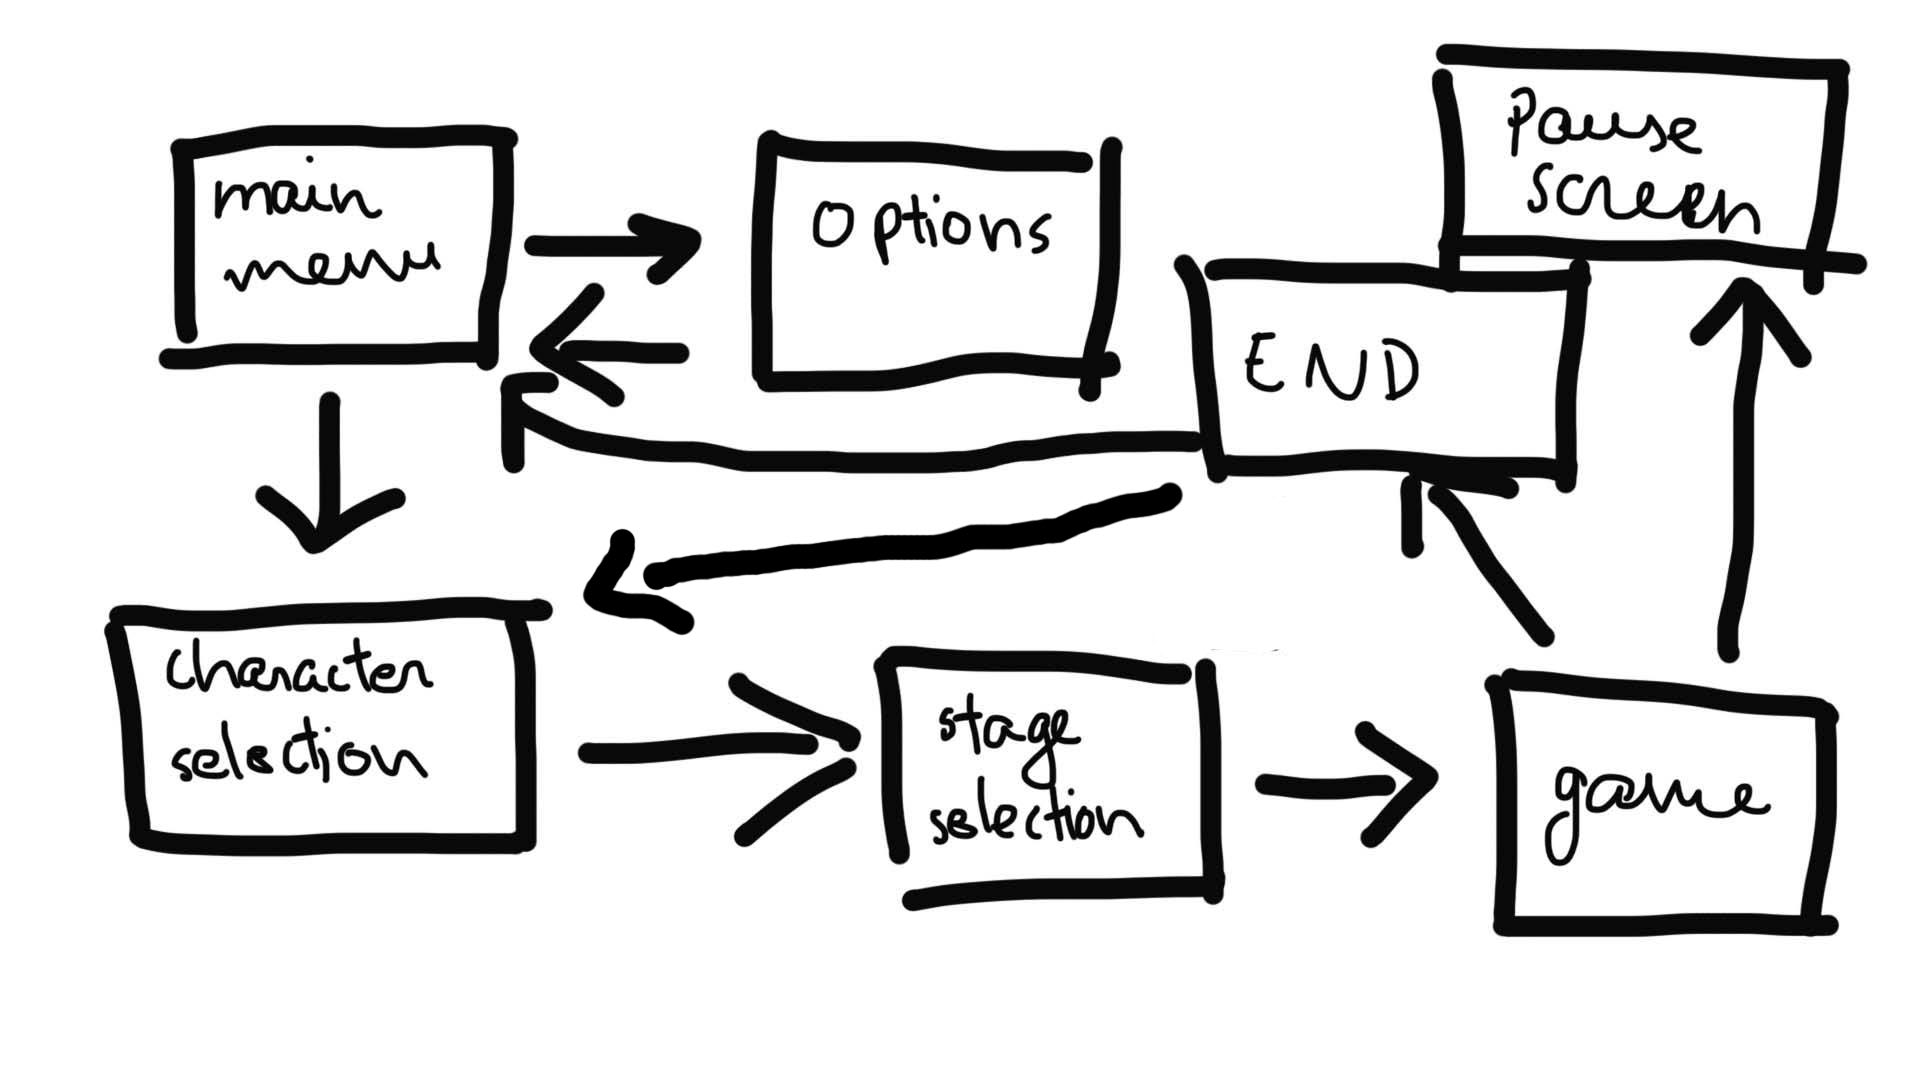 main
menu
options
Pause
screen
END
character
selection
stage
selection
game